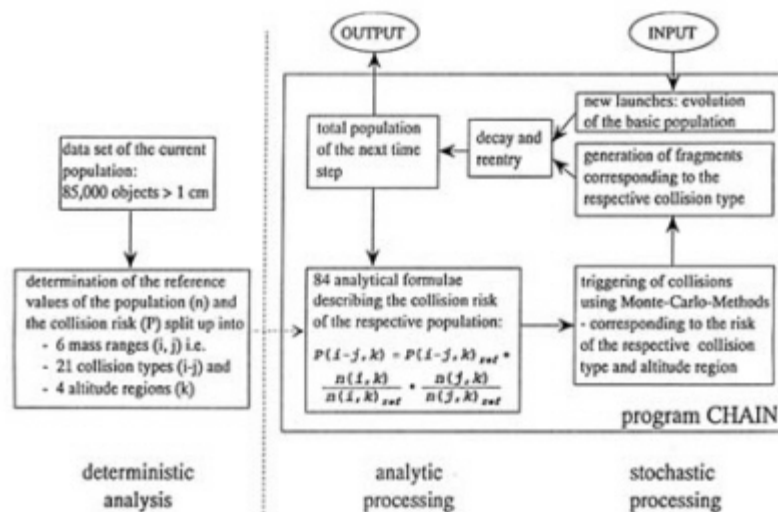 OUTPUT
INPUT
new launches: evolution
of the basic population
total population
of the next time
step
decay and
reentry
data set of the current
population:
85,000 objects > 1 cm
generation of fragments
corresponding to the
respective collision type
determination of the reference
values of the population (n) and
the collision risk (P) split up into
- 6 mass ranges (i, j) i.e.
- 21 collision types (i-j) and
- 4 altitude regions (k)
84 analytical formulae
describing the collision risk
of the respective population:
P(i-j,k) = P(i-j,k)ref *
n(i,k) / n(i,k)ref * n(j,k) / n(j,k)ref
triggering of collisions
using Monte-Carlo-Methods
- corresponding to the risk
of the respective collision
type and altitude region
program CHAIN
deterministic
analysis
analytic
processing
stochastic
processing